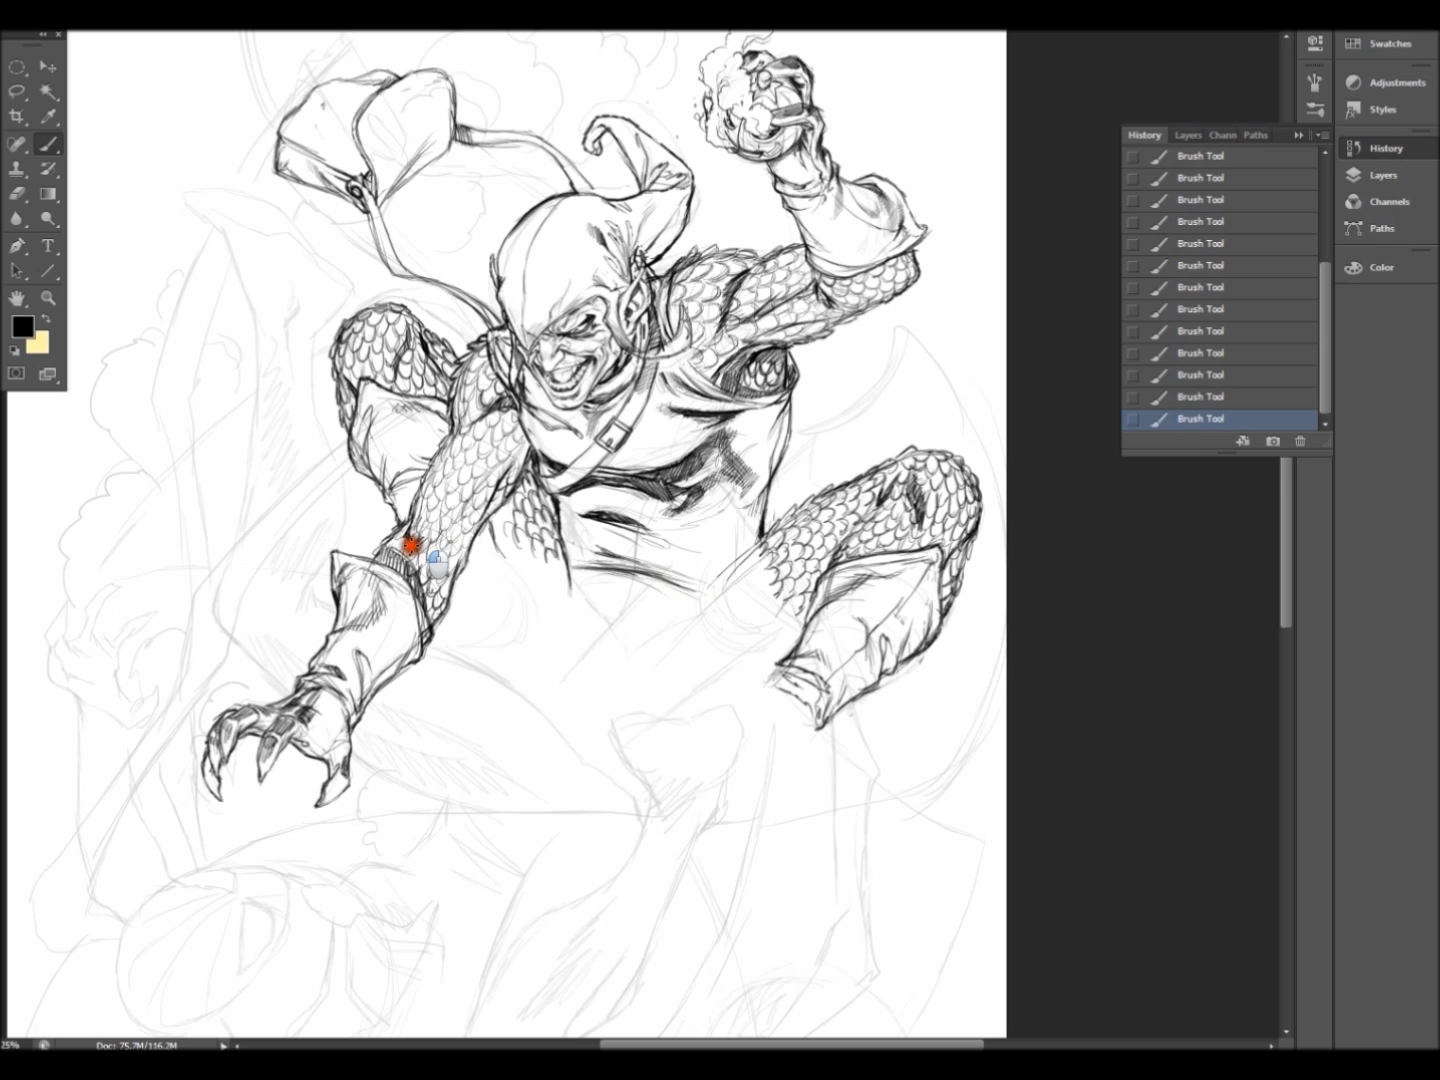 Swatches
Adjustments
Styles
History
Layers
Channels
Paths
Color
History Layers Chann Paths
Brush Tool
Brush Tool
Brush Tool
Brush Tool
Brush Tool
Brush Tool
Brush Tool
Brush Tool
Brush Tool
Brush Tool
Brush Tool
Brush Tool
Brush Tool
25% Doc: 75.7M/116.2M